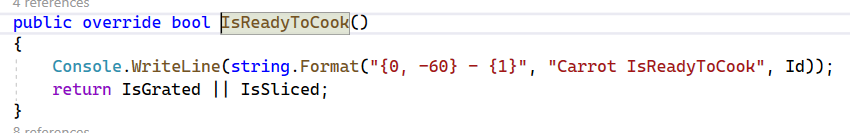 4 references
public override bool IsReadyToCook()
{
Console.WriteLine(string.Format("{0, -60} - {1}", "Carrot IsReadyToCook", Id));
return IsGrated || IsSliced;
}
8 references